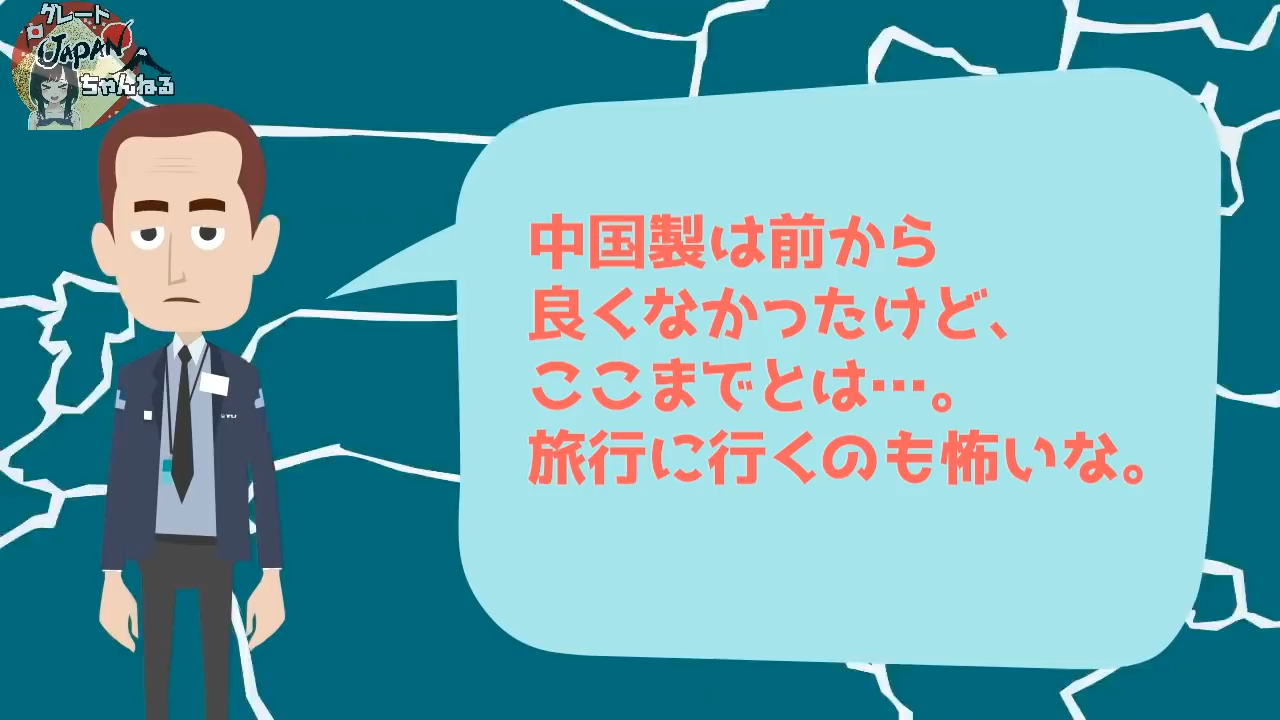 グレート
JAPAN
ちゃんねる
中国製は前から
良くなかったけど、
ここまでとは…。
旅行に行くのも怖いな。